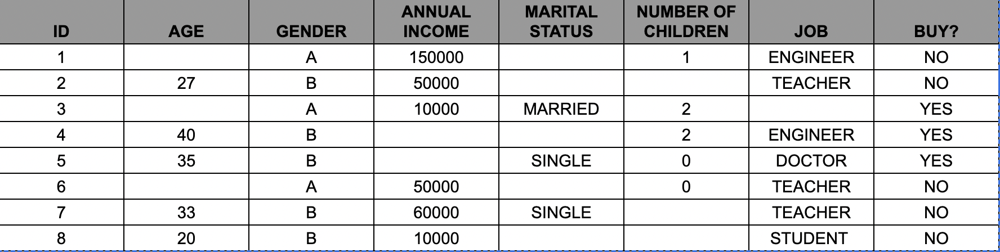 ID AGE GENDER ANNUAL INCOME MARITAL STATUS NUMBER OF CHILDREN JOB BUY?
1 A 150000 1 ENGINEER NO
2 27 B 50000 TEACHER NO
3 A 10000 MARRIED 2 YES
4 40 B 2 ENGINEER YES
5 35 B SINGLE 0 DOCTOR YES
6 A 50000 0 TEACHER NO
7 33 B 60000 SINGLE TEACHER NO
8 20 B 10000 STUDENT NO